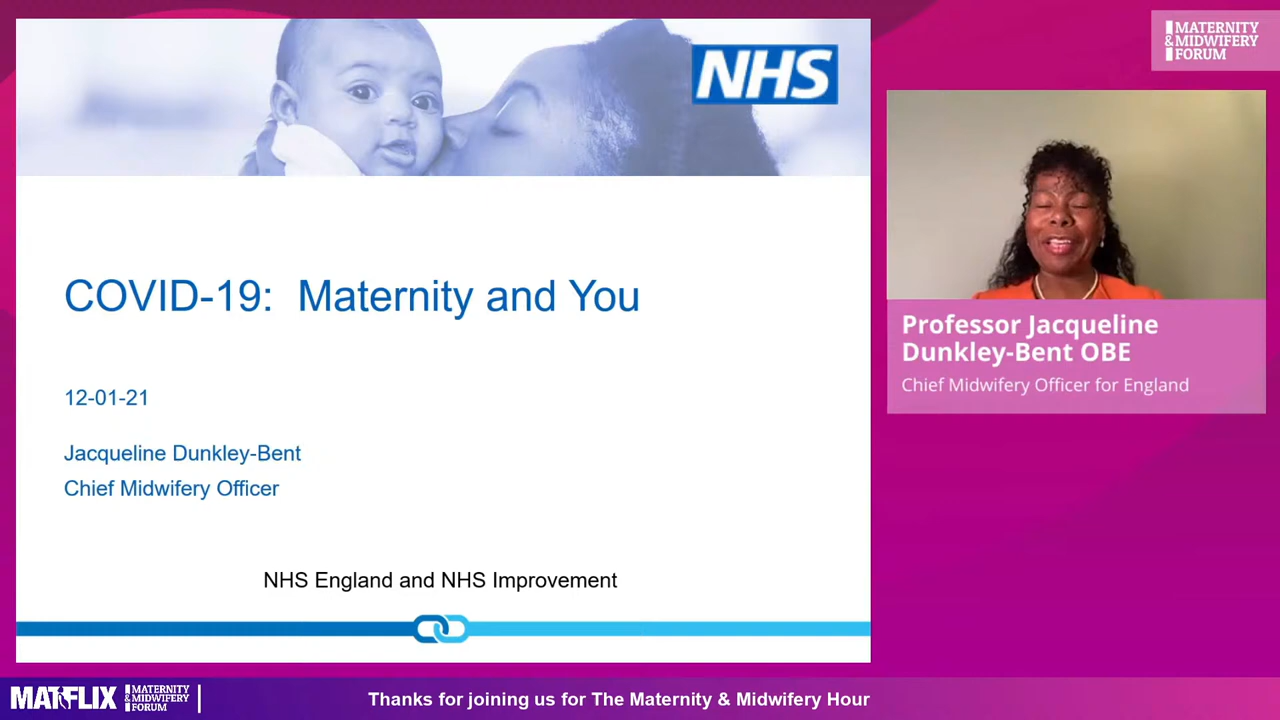 NHS
COVID-19: Maternity and You
12-01-21
Jacqueline Dunkley-Bent
Chief Midwifery Officer
NHS England and NHS Improvement
MATERNITY
& MIDWIFERY
FORUM
Professor Jacqueline
Dunkley-Bent OBE
Chief Midwifery Officer for England
MATFLIX
MATERNITY
& MIDWIFERY
FORUM
Thanks for joining us for The Maternity & Midwifery Hour